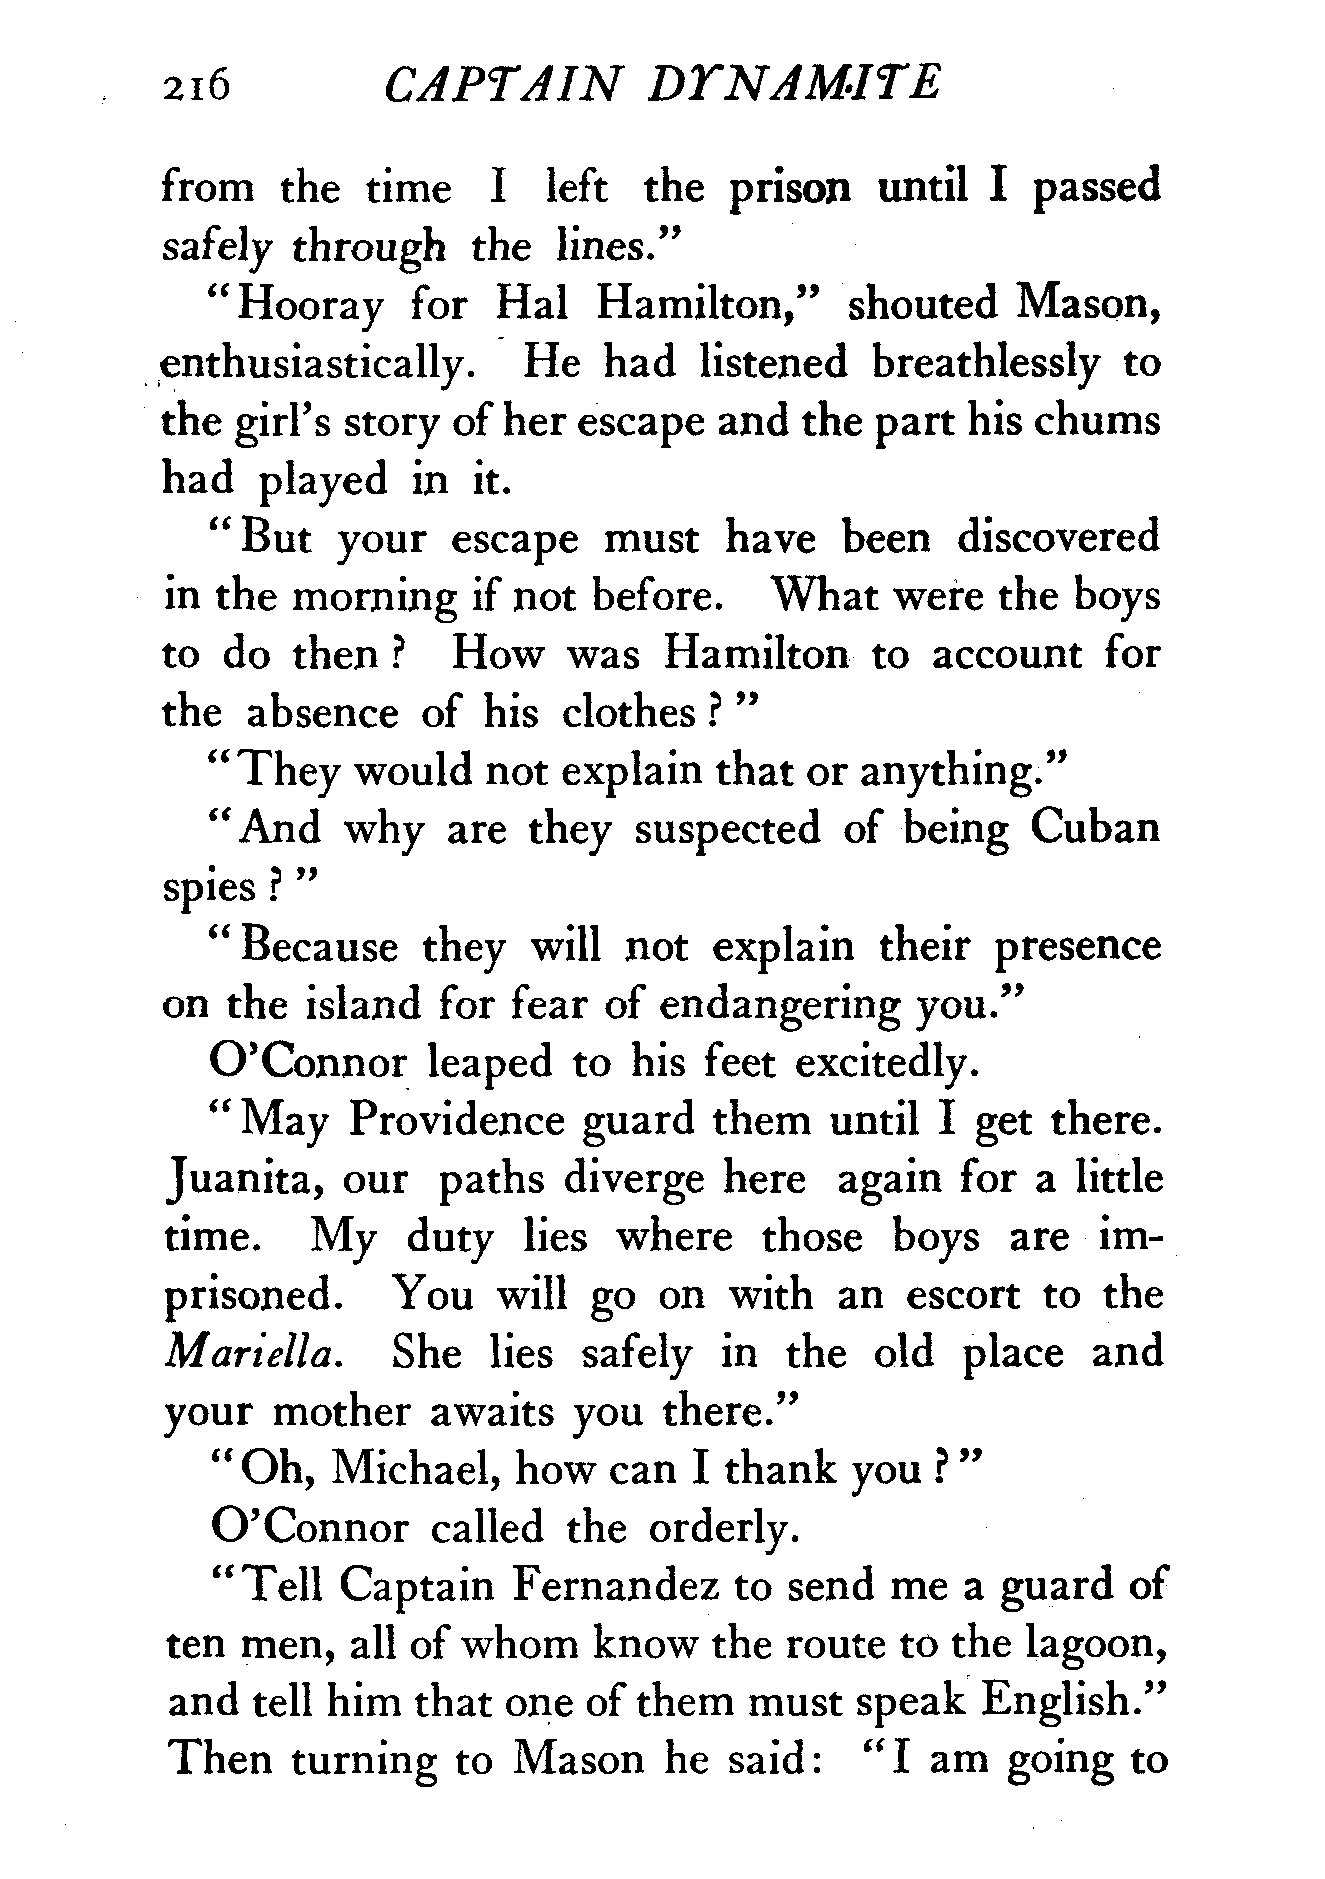 216 CAPTAIN DYNAMITE
from the time I left the prison until I passed
safely through the lines."
"Hooray for Hal Hamilton," shouted Mason,
enthusiastically. He had listened breathlessly to
the girl's story of her escape and the part his chums
had played in it.
"But your escape must have been discovered
in the morning if not before. What were the boys
to do then? How was Hamilton to account for
the absence of his clothes?"
"They would not explain that or anything."
"And why are they suspected of being Cuban
spies?"
"Because they will not explain their presence
on the island for fear of endangering you."
O'Connor leaped to his feet excitedly.
"May Providence guard them until I get there.
Juanita, our paths diverge here again for a little
time. My duty lies where those boys are im-
prisoned. You will go on with an escort to the
Mariella. She lies safely in the old place and
your mother awaits you there."
"Oh, Michael, how can I thank you?"
O'Connor called the orderly.
"Tell Captain Fernandez to send me a guard of
ten men, all of whom know the route to the lagoon,
and tell him that one of them must speak English."
Then turning to Mason he said: "I am going to